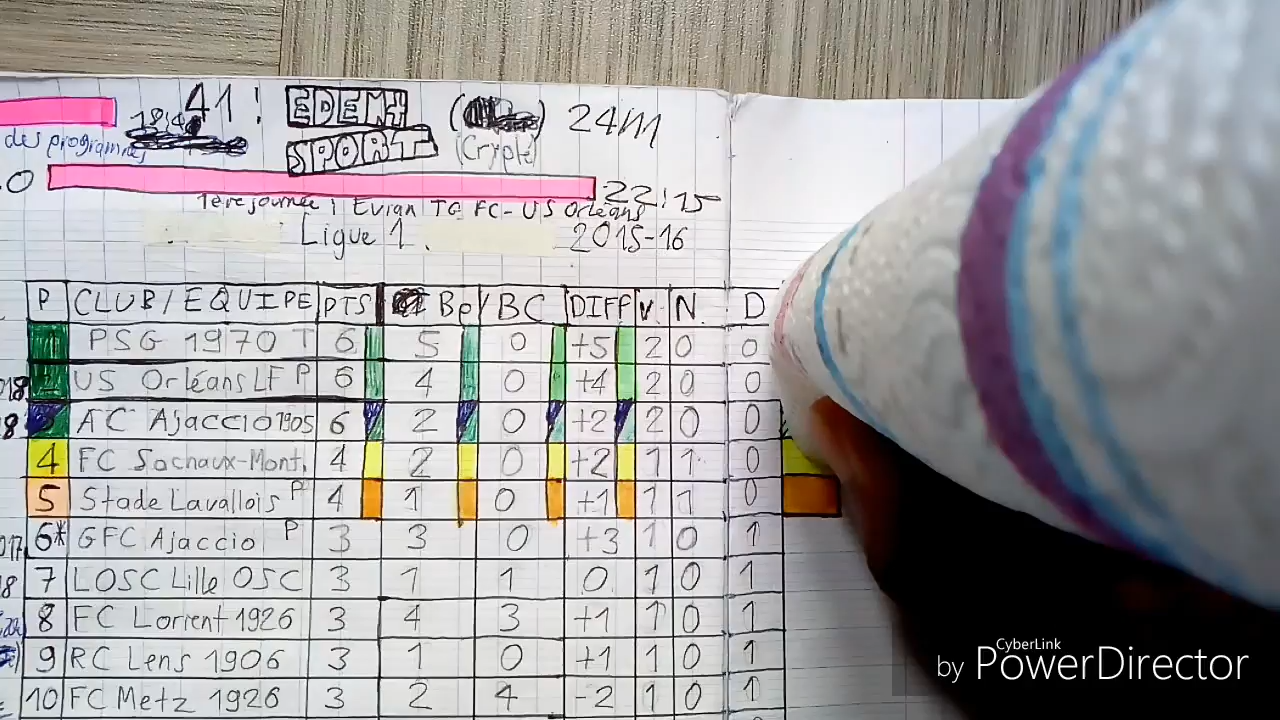 41! EDEM+ SPORT (Crypté) 24M
des programmes
22:15
1ère journée : Evian TG FC - US Orléans
Ligue 1 2015-16
P CLUB/EQUIPE PTS Bp/BC DIFF V. N. D
PSG 1970 T 6 5 0 +5 2 0 0
US Orléans LF P 6 4 0 +4 2 0 0
AC Ajaccio 1905 6 2 0 +2 2 0 0
4 FC Sochaux-Mont. 4 2 0 +2 1 1 0
5 Stade Lavallois P 4 1 0 +1 1 1 0
6* GFC Ajaccio P 3 3 0 +3 1 0 1
7 LOSC Lille OSC 3 1 1 0 1 0 1
8 FC Lorient 1926 3 4 3 +1 1 0 1
9 RC Lens 1906 3 1 0 +1 1 0 1
10 FC Metz 1926 3 2 4 -2 1 0 1
CyberLink
by PowerDirector